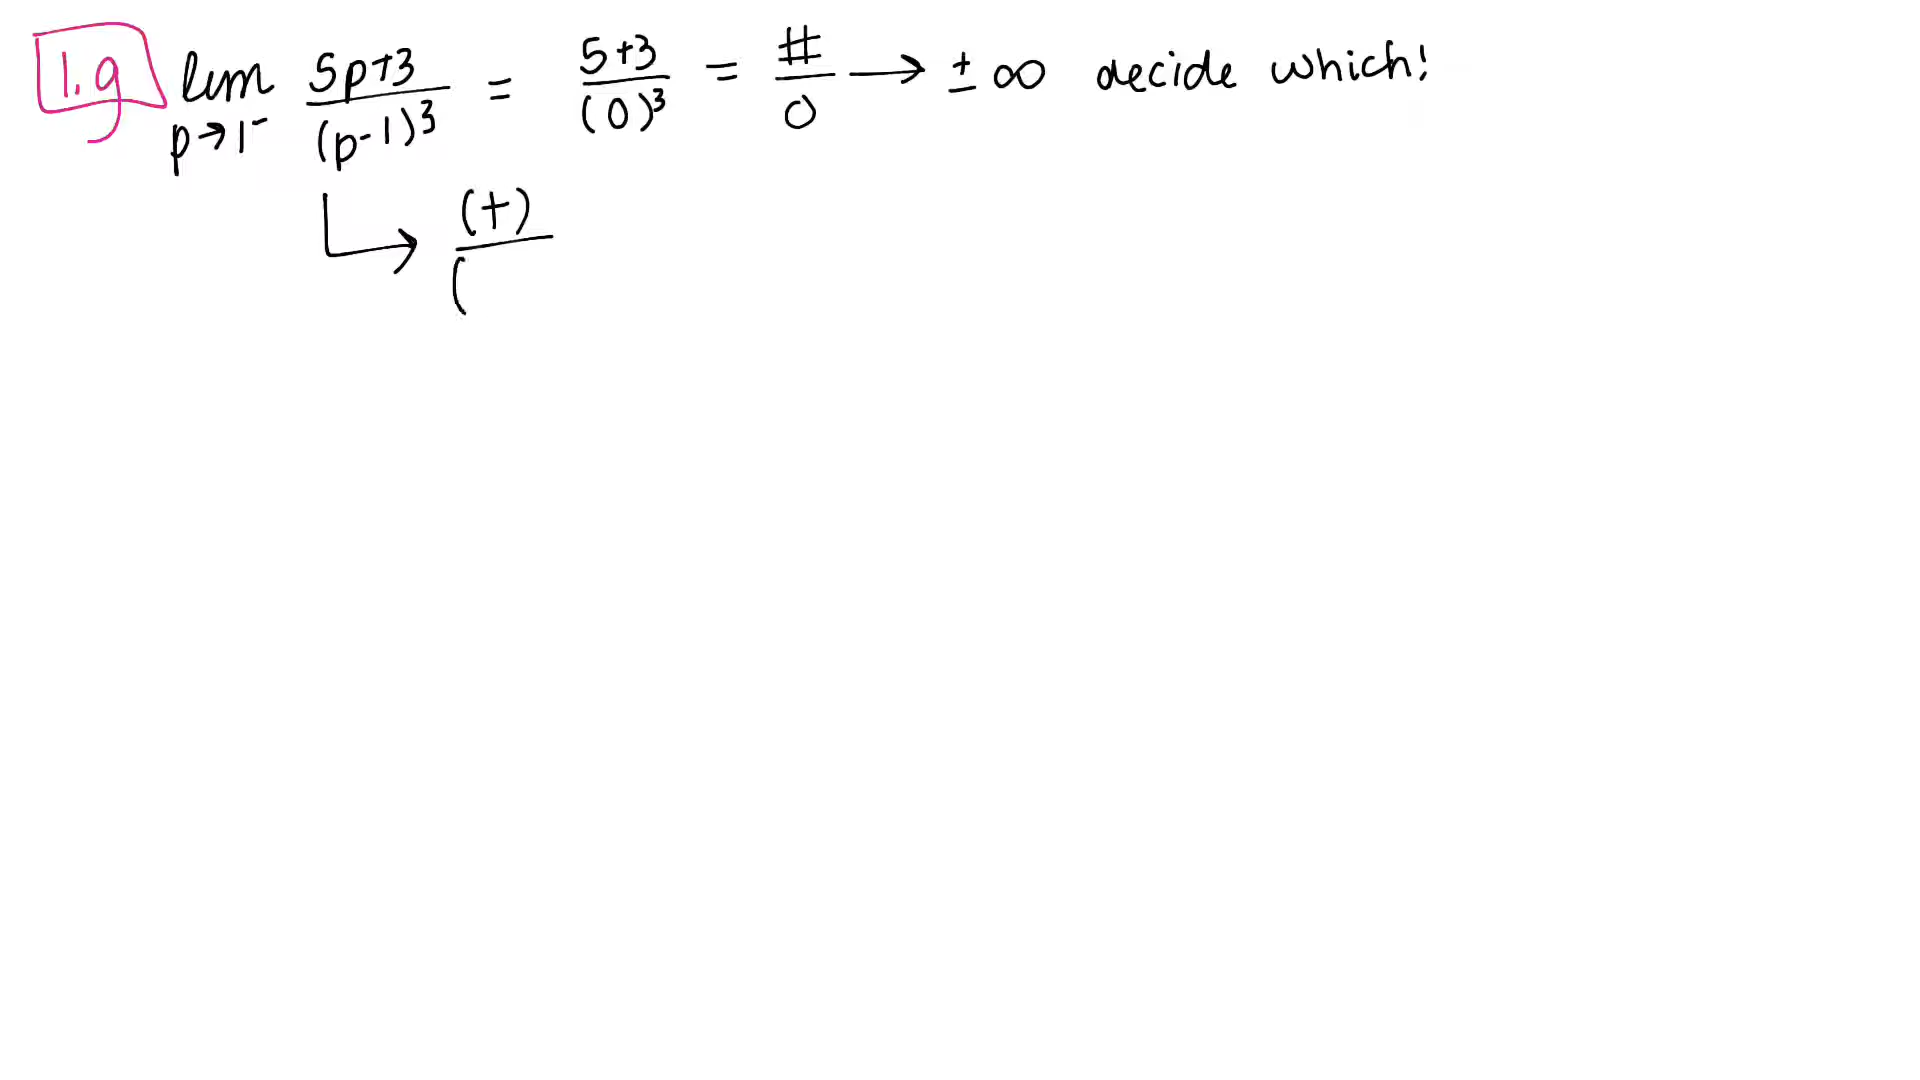 1.g lim p→1⁻ (5p+3)/(p-1)³ = (5+3)/(0)³ = #/0 → ±∞ decide which!
↳ (+)/(